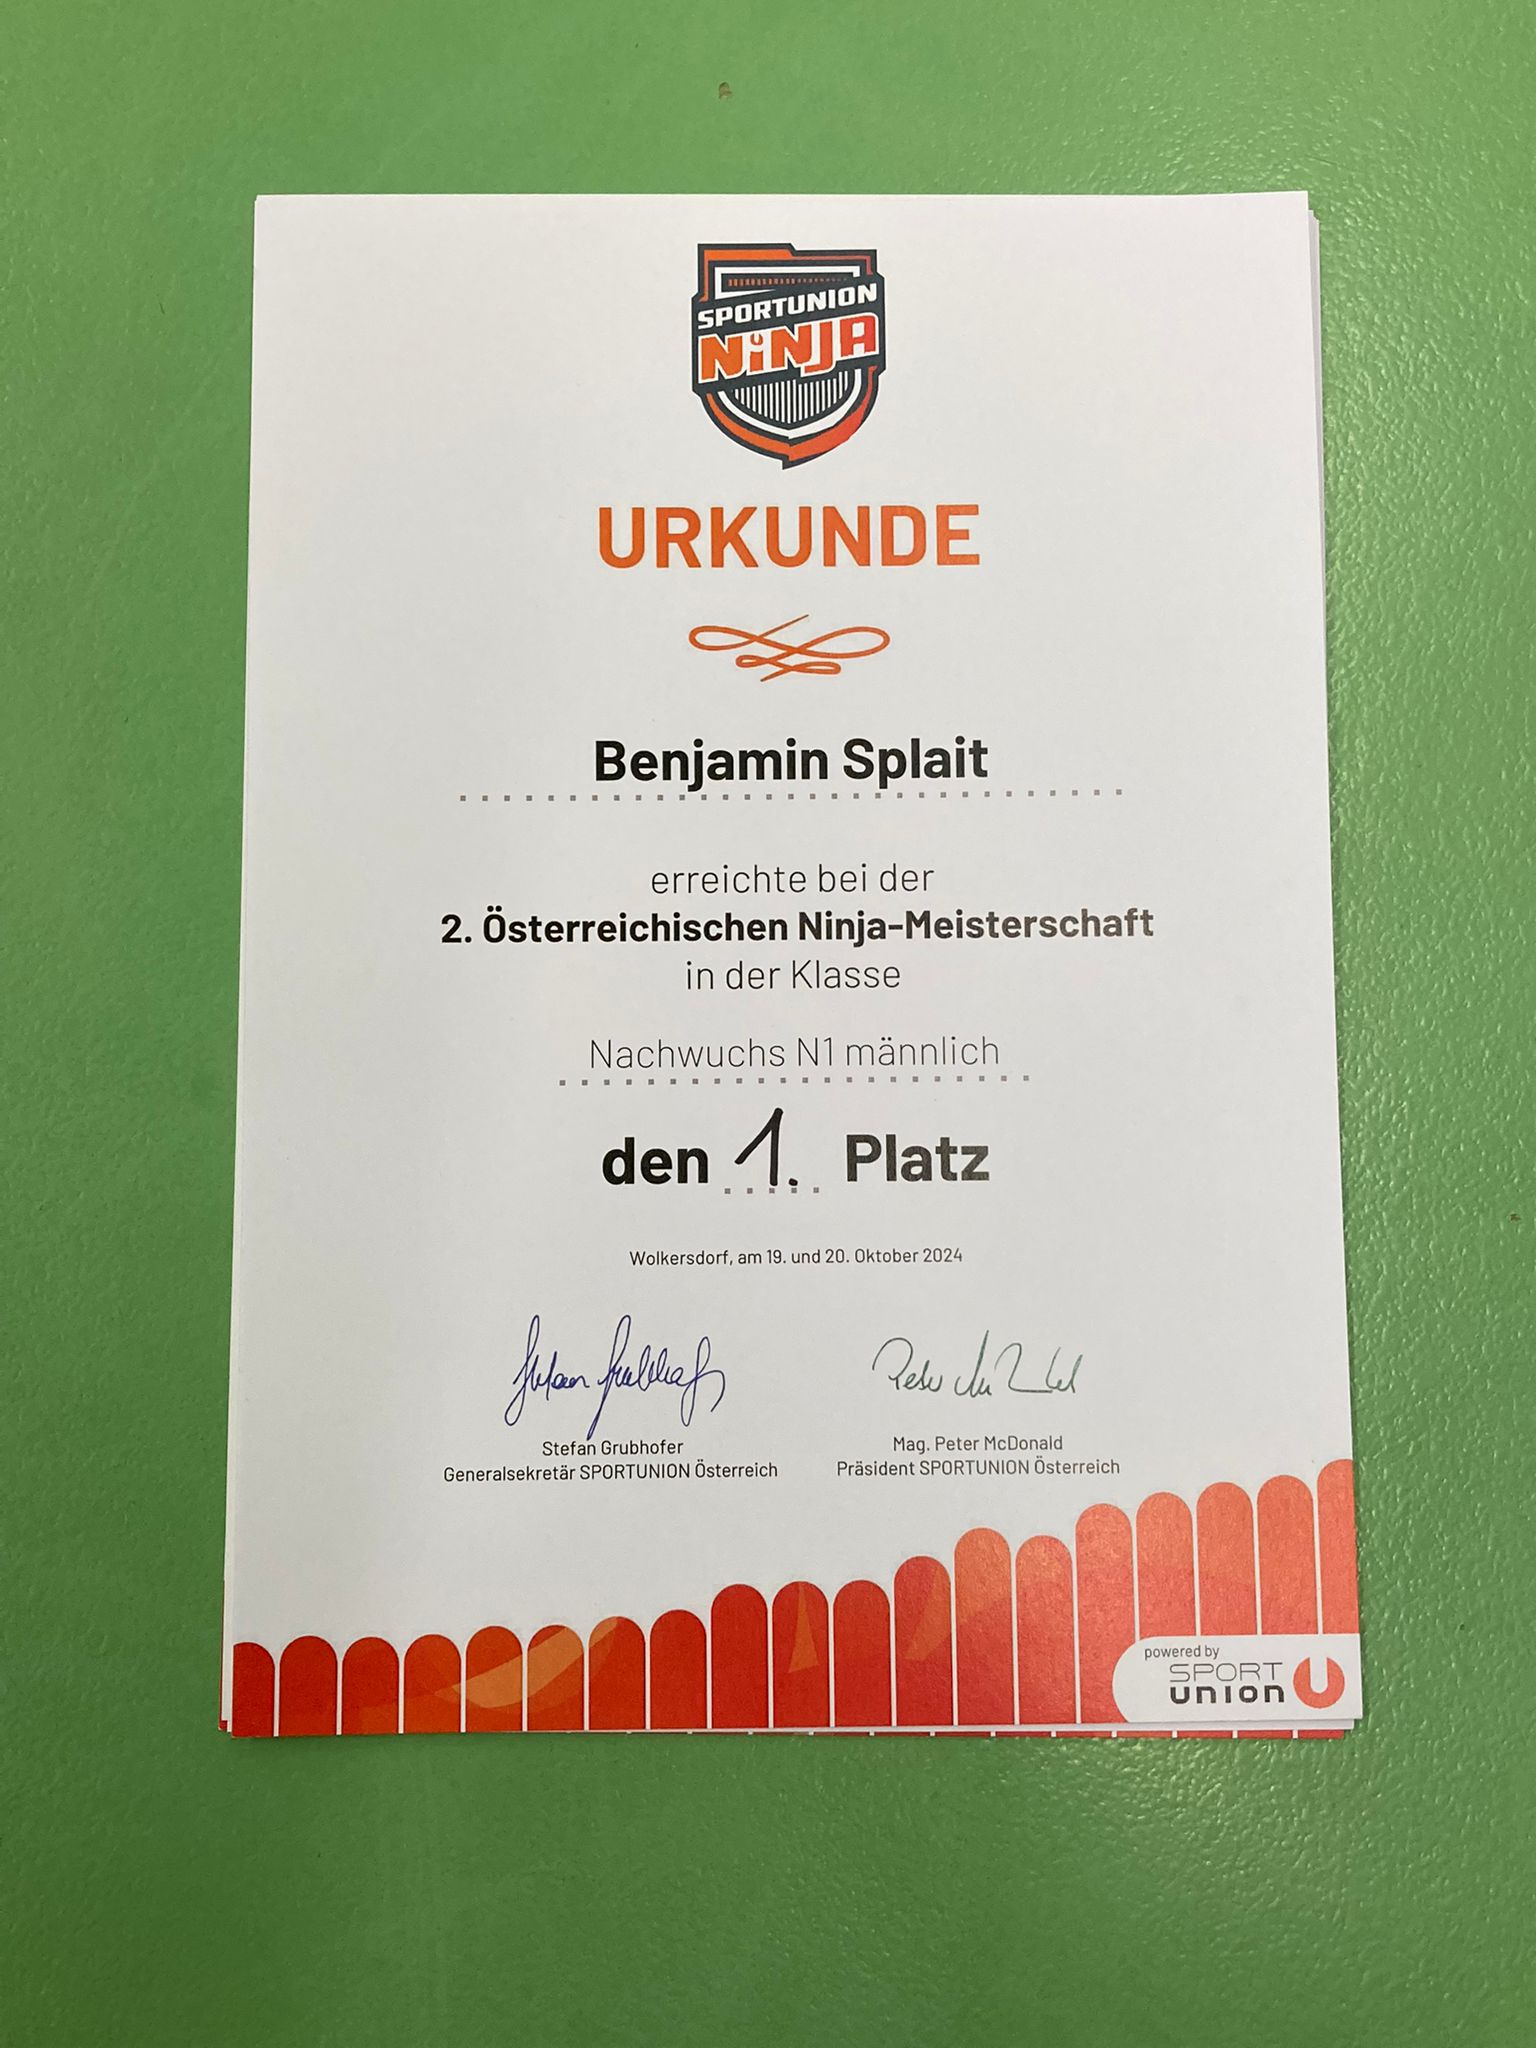 SPORTUNION
NINJA
URKUNDE
Benjamin Splait
erreichte bei der
2. Österreichischen Ninja-Meisterschaft
in der Klasse
Nachwuchs N1 männlich
den 1. Platz
Wolkersdorf, am 19. und 20. Oktober 2024
Stefan Grubhofer
Generalsekretär SPORTUNION Österreich
Mag. Peter McDonald
Präsident SPORTUNION Österreich
powered by
SPORT
UNION